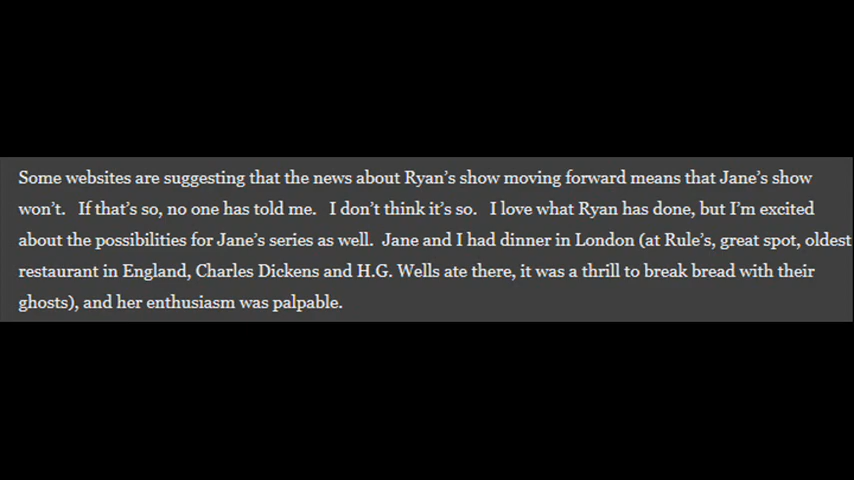 Some websites are suggesting that the news about Ryan’s show moving forward means that Jane’s show
won’t.   If that’s so, no one has told me.   I don’t think it’s so.   I love what Ryan has done, but I’m excited
about the possibilities for Jane’s series as well.  Jane and I had dinner in London (at Rule’s, great spot, oldest
restaurant in England, Charles Dickens and H.G. Wells ate there, it was a thrill to break bread with their
ghosts), and her enthusiasm was palpable.